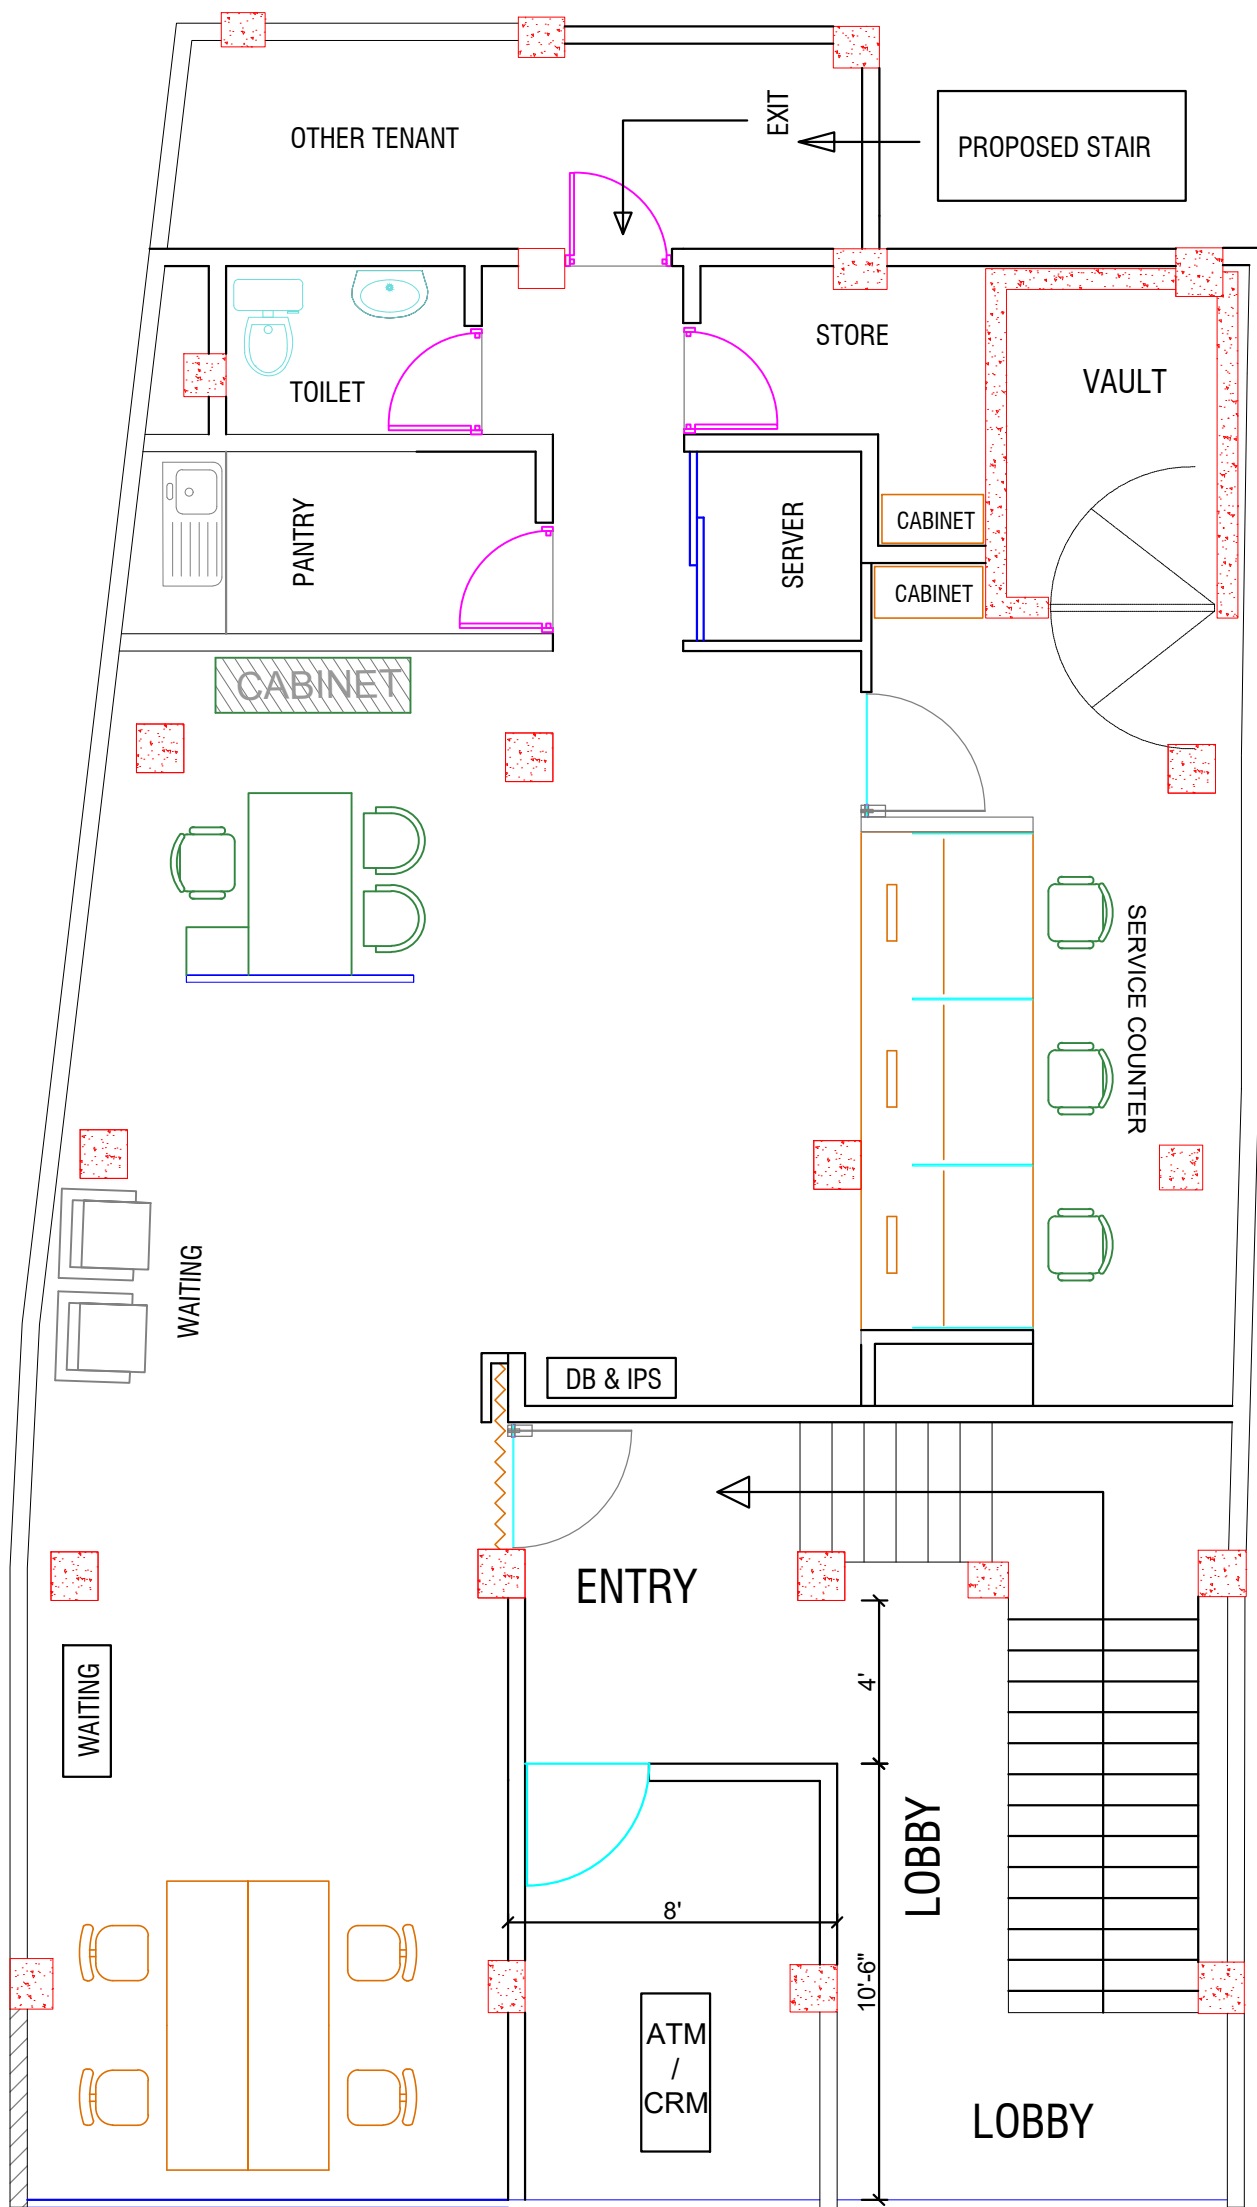 EXIT
OTHER TENANT
PROPOSED STAIR
STORE
VAULT
TOILET
PANTRY
SERVER
CABINET
CABINET
CABINET
SERVICE COUNTER
WAITING
DB & IPS
ENTRY
WAITING
4'
LOBBY
8'
10'-6"
ATM
/
CRM
LOBBY